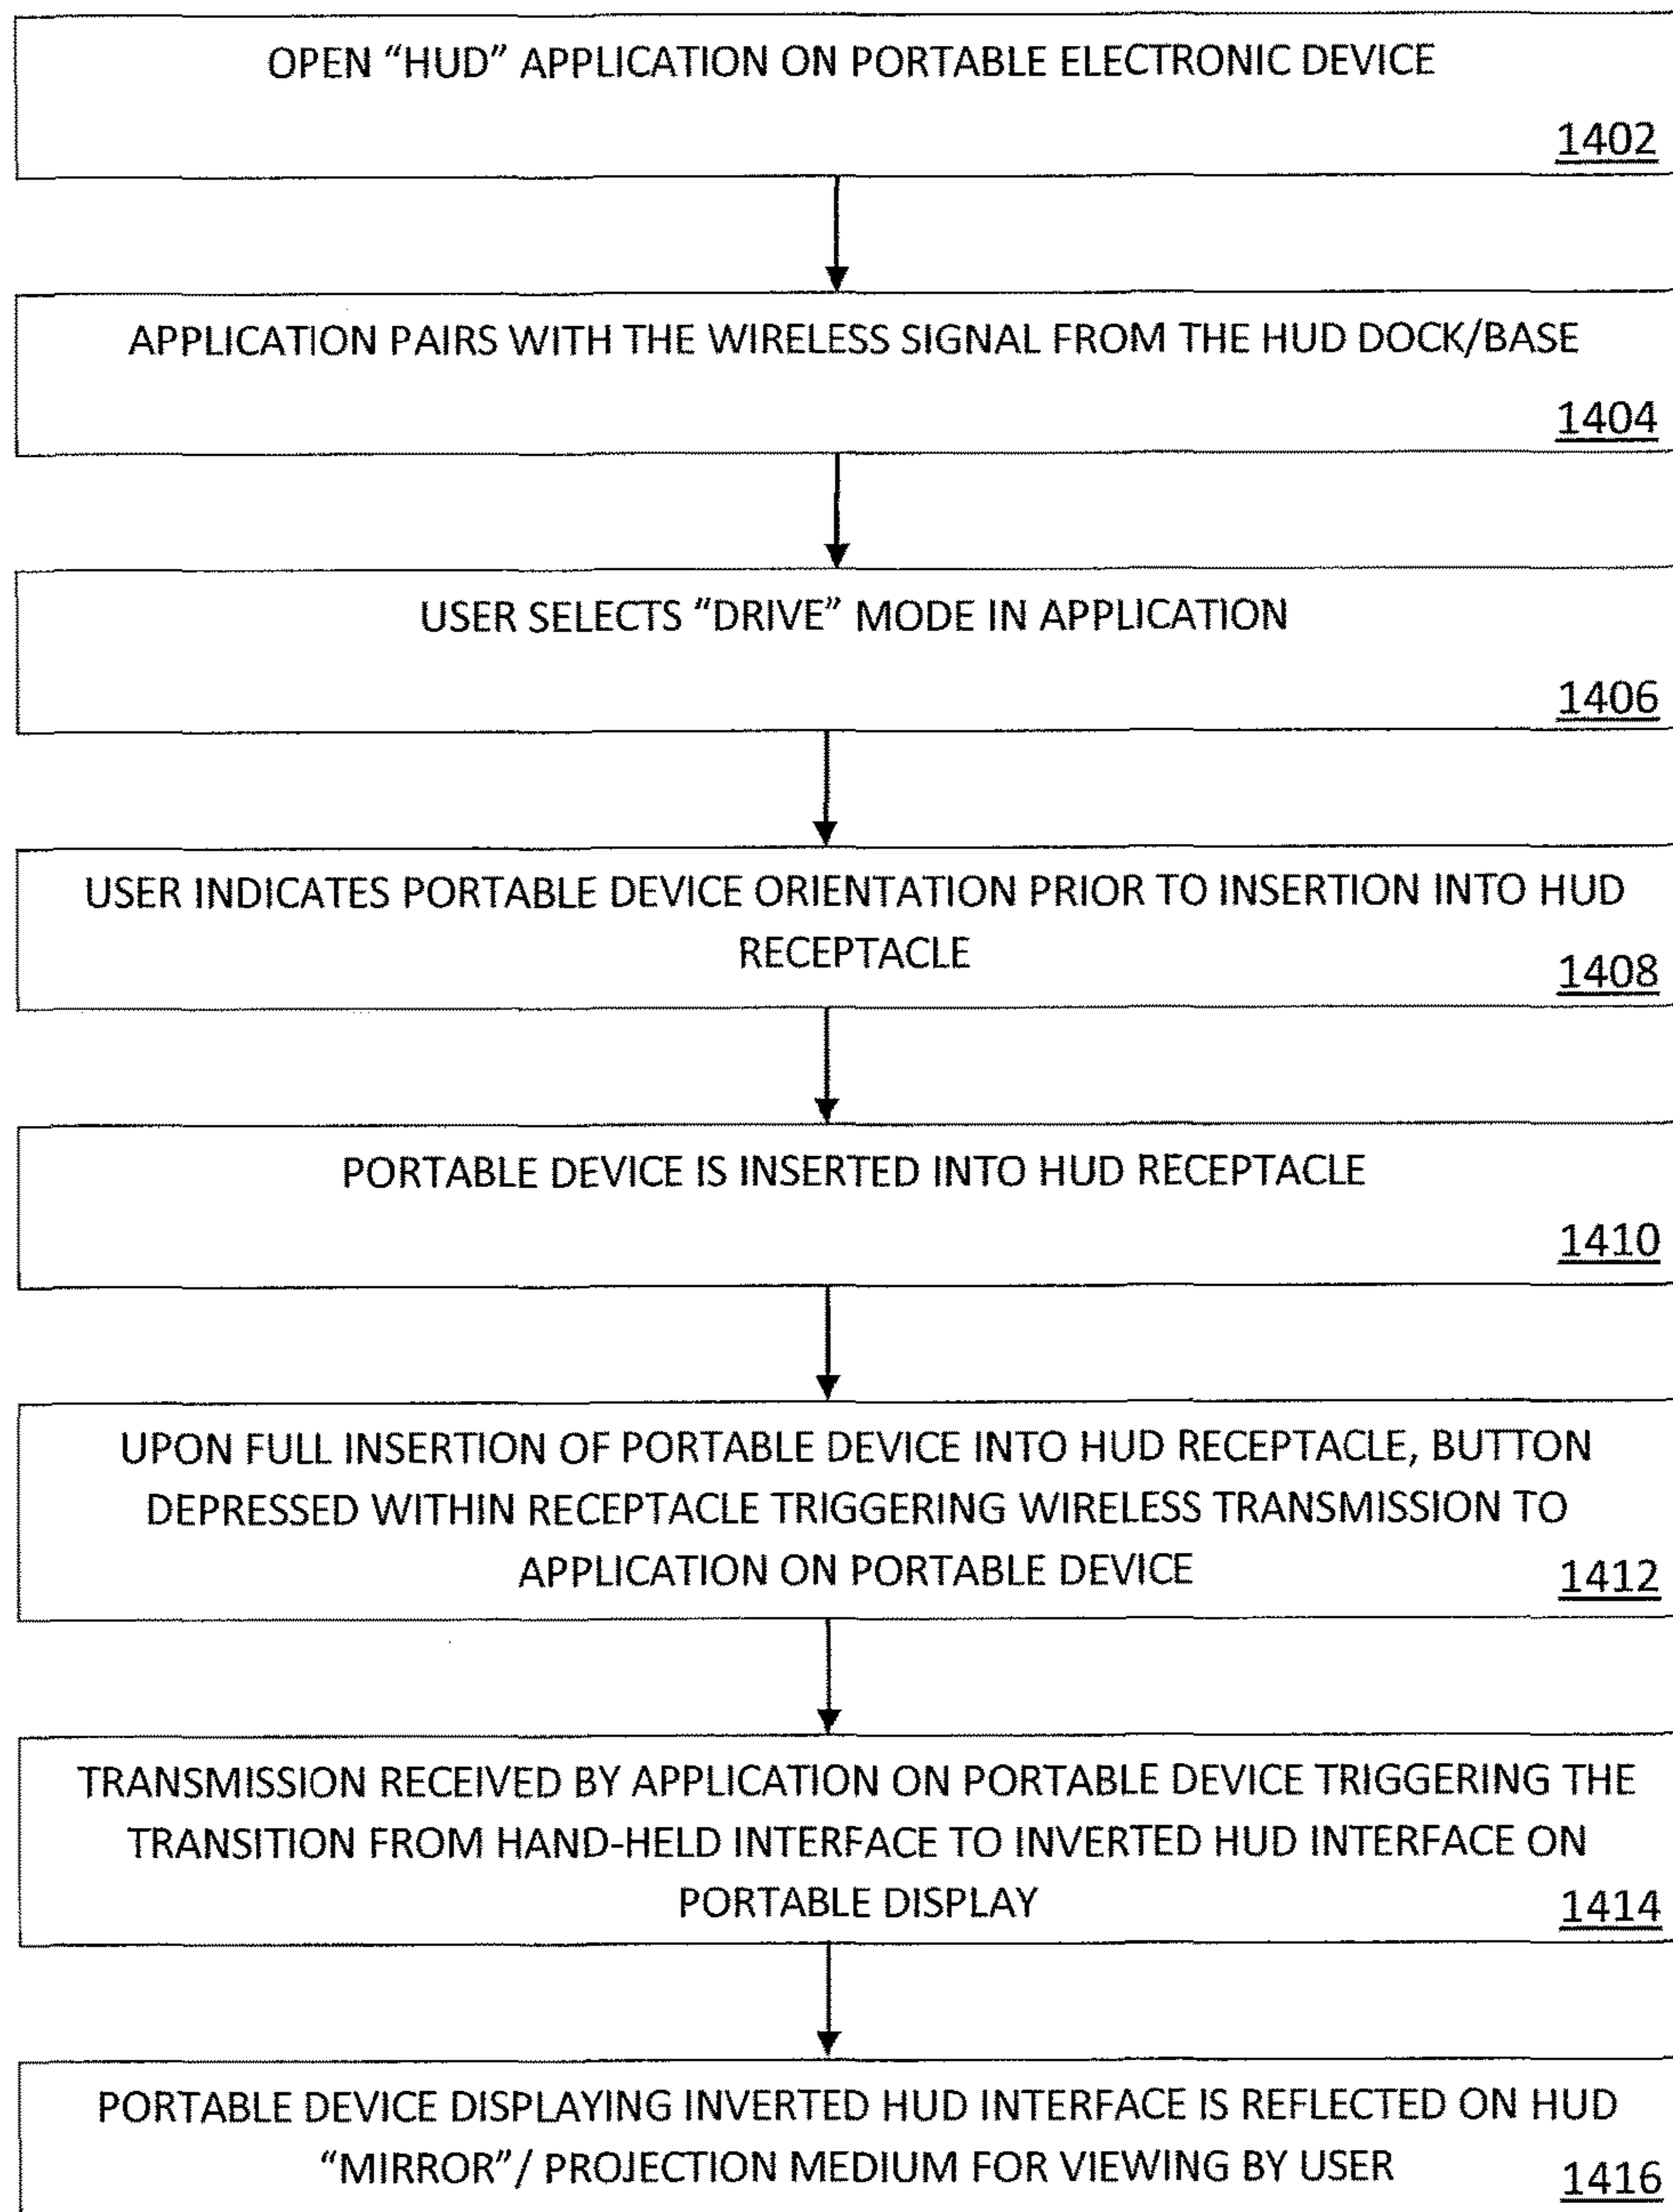 OPEN “HUD” APPLICATION ON PORTABLE ELECTRONIC DEVICE
1402
APPLICATION PAIRS WITH THE WIRELESS SIGNAL FROM THE HUD DOCK/BASE
1404
USER SELECTS “DRIVE” MODE IN APPLICATION
1406
USER INDICATES PORTABLE DEVICE ORIENTATION PRIOR TO INSERTION INTO HUD
RECEPTACLE
1408
PORTABLE DEVICE IS INSERTED INTO HUD RECEPTACLE
1410
UPON FULL INSERTION OF PORTABLE DEVICE INTO HUD RECEPTACLE, BUTTON
DEPRESSED WITHIN RECEPTACLE TRIGGERING WIRELESS TRANSMISSION TO
APPLICATION ON PORTABLE DEVICE
1412
TRANSMISSION RECEIVED BY APPLICATION ON PORTABLE DEVICE TRIGGERING THE
TRANSITION FROM HAND-HELD INTERFACE TO INVERTED HUD INTERFACE ON
PORTABLE DISPLAY
1414
PORTABLE DEVICE DISPLAYING INVERTED HUD INTERFACE IS REFLECTED ON HUD
“MIRROR”/ PROJECTION MEDIUM FOR VIEWING BY USER
1416